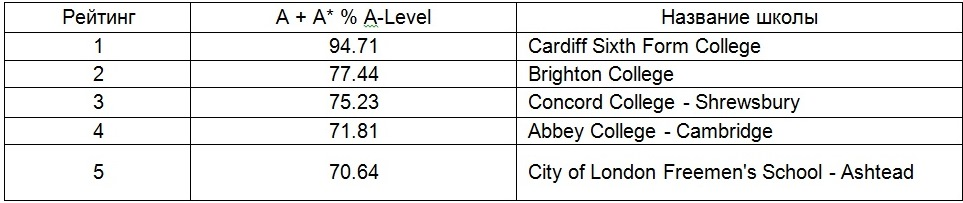 Рейтинг A + A* % A-Level Название школы
1 94.71 Cardiff Sixth Form College
2 77.44 Brighton College
3 75.23 Concord College - Shrewsbury
4 71.81 Abbey College - Cambridge
5 70.64 City of London Freemen's School - Ashtead